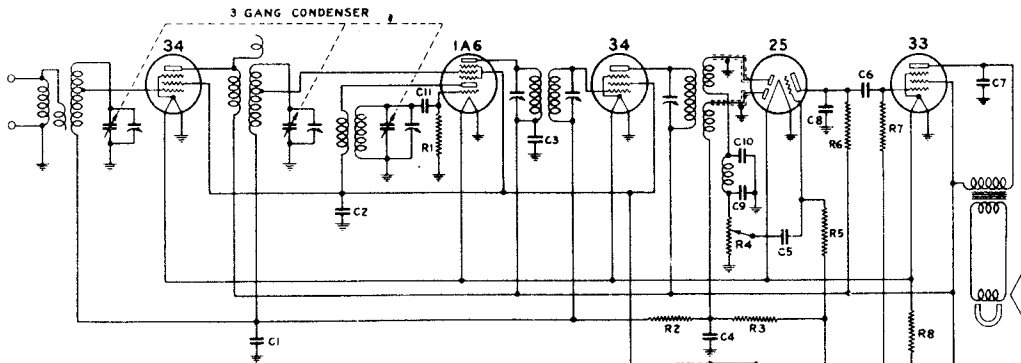 3 GANG CONDENSER
34
1A6
34
25
33
C11
R1
C3
C10
C9
R4
C5
C8
C6
R6
R7
R5
C7
C2
C1
R2
C4
R3
R8